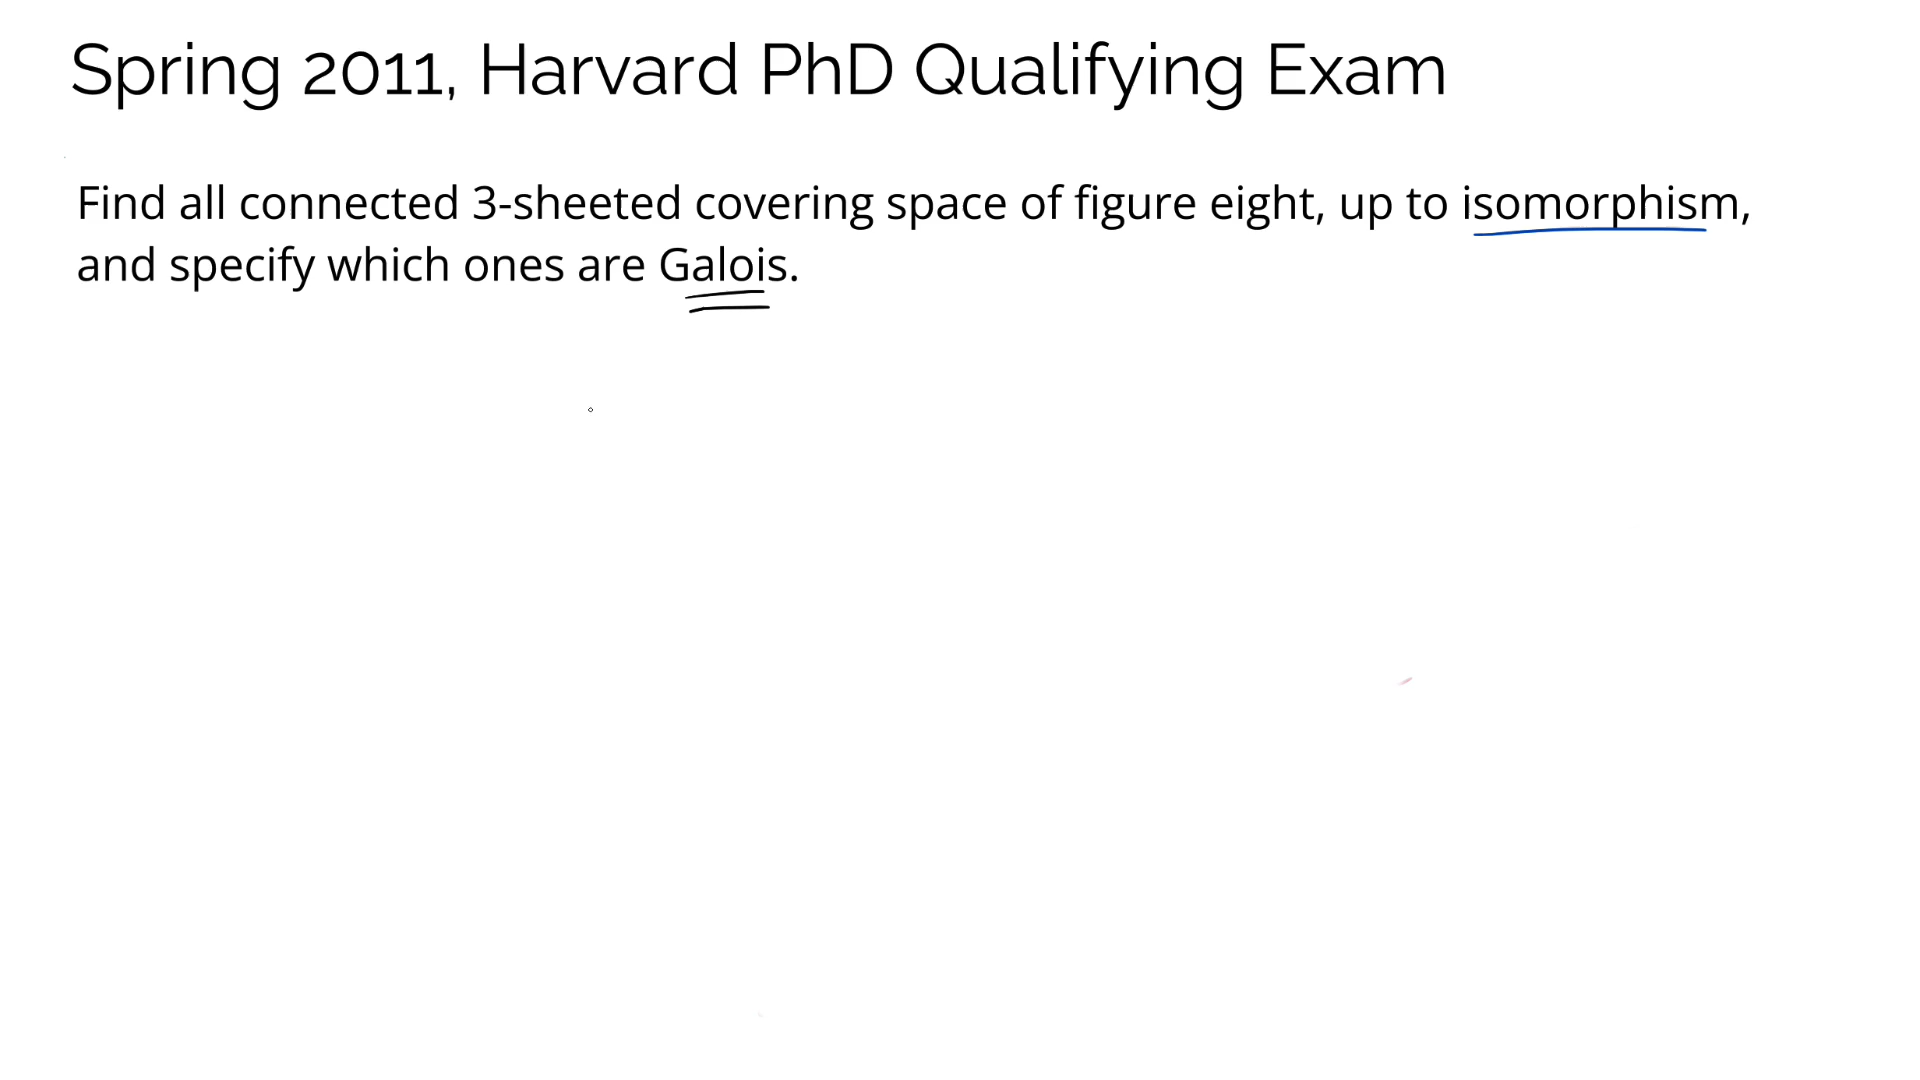 Spring 2011, Harvard PhD Qualifying Exam
Find all connected 3-sheeted covering space of figure eight, up to isomorphism,
and specify which ones are Galois.